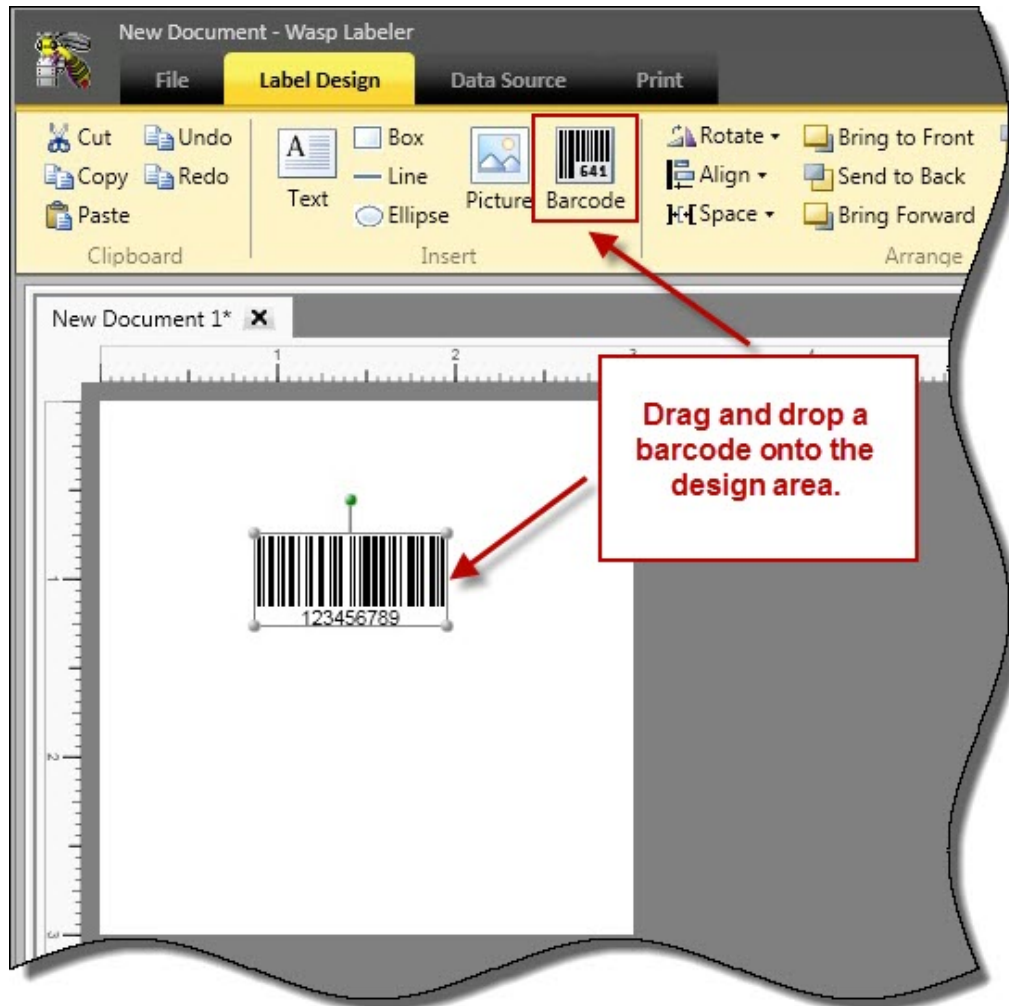 New Document - Wasp Labeler
File Label Design Data Source Print
Cut Undo Box Rotate Bring to Front
A
641
Copy Redo Line Align Send to Back
Text Picture Barcode
Paste Ellipse Space Bring Forward
Clipboard Insert Arrange
New Document 1*
1 2 3 4
Drag and drop a
barcode onto the
design area.
1
123456789
2
3